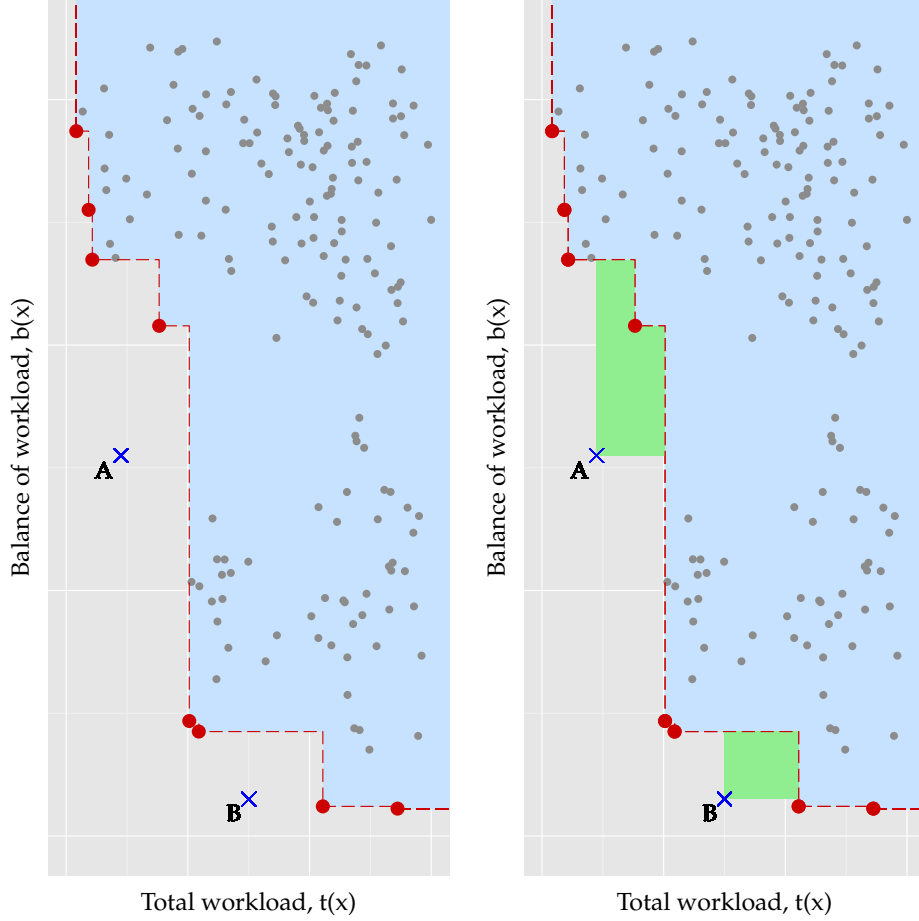 Balance of workload, b(x)
A
B
Total workload, t(x)
Balance of workload, b(x)
A
B
Total workload, t(x)